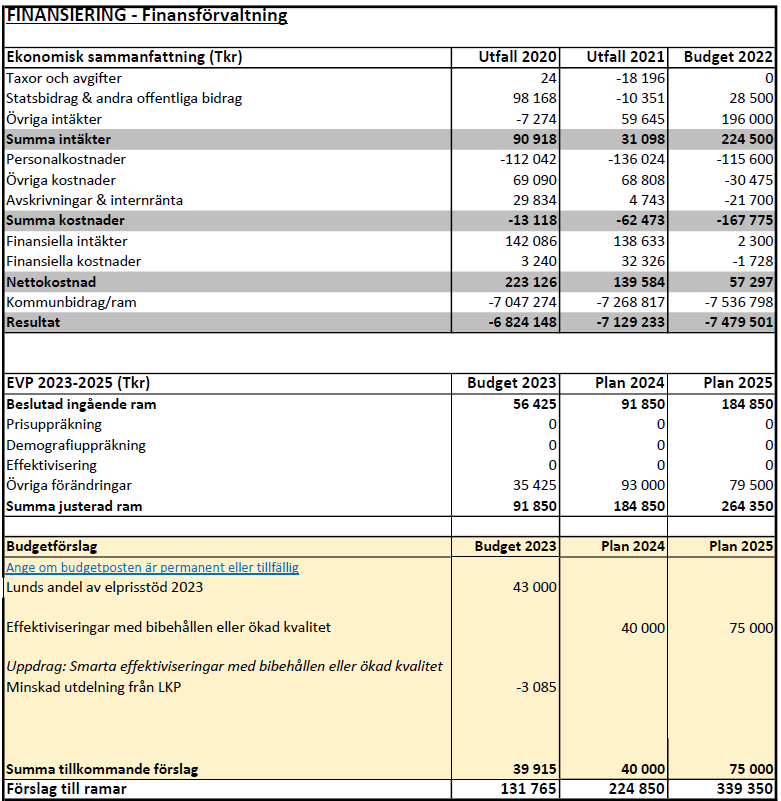 FINANSIERING - Finansförvaltning
Ekonomisk sammanfattning (Tkr) Utfall 2020 Utfall 2021 Budget 2022
Taxor och avgifter 24 -18 196 0
Statsbidrag & andra offentliga bidrag 98 168 -10 351 28 500
Övriga intäkter -7 274 59 645 196 000
Summa intäkter 90 918 31 098 224 500
Personalkostnader -112 042 -136 024 -115 600
Övriga kostnader 69 090 68 808 -30 475
Avskrivningar & internränta 29 834 4 743 -21 700
Summa kostnader -13 118 -62 473 -167 775
Finansiella intäkter 142 086 138 633 2 300
Finansiella kostnader 3 240 32 326 -1 728
Nettokostnad 223 126 139 584 57 297
Kommunbidrag/ram -7 047 274 -7 268 817 -7 536 798
Resultat -6 824 148 -7 129 233 -7 479 501
EVP 2023-2025 (Tkr) Budget 2023 Plan 2024 Plan 2025
Beslutad ingående ram 56 425 91 850 184 850
Prisuppräkning 0 0 0
Demografiuppräkning 0 0 0
Effektivisering 0 0 0
Övriga förändringar 35 425 93 000 79 500
Summa justerad ram 91 850 184 850 264 350
Budgetförslag Budget 2023 Plan 2024 Plan 2025
Ange om budgetposten är permanent eller tillfällig
Lunds andel av elprisstöd 2023 43 000
Effektiviseringar med bibehållen eller ökad kvalitet 40 000 75 000
Uppdrag: Smarta effektiviseringar med bibehållen eller ökad kvalitet
Minskad utdelning från LKP -3 085
Summa tillkommande förslag 39 915 40 000 75 000
Förslag till ramar 131 765 224 850 339 350